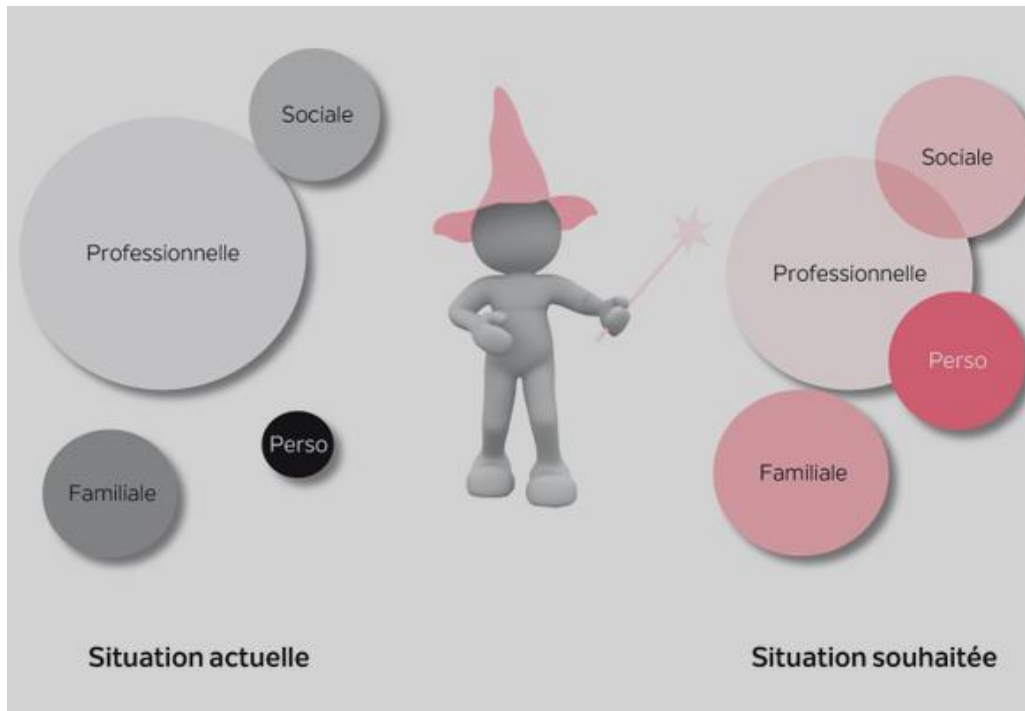 Sociale
Professionnelle
Perso
Familiale
Situation actuelle
Sociale
Professionnelle
Perso
Familiale
Situation souhaitée